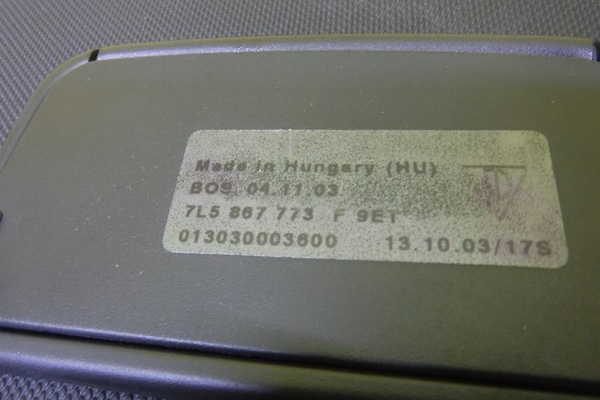 Made in Hungary (HU)
BOS 04.11.03
7L5 867 773 F 9E1
013030003600 13.10.03/17S